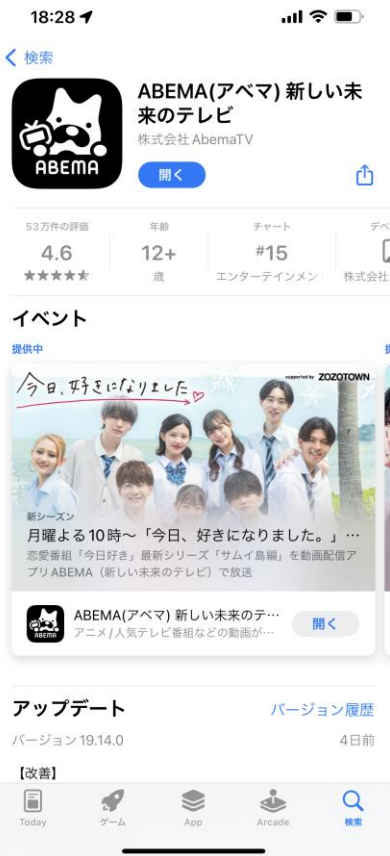 18:28
検索
ABEMA(アベマ) 新しい未
来のテレビ
株式会社 AbemaTV
ABEMA
開く
53万件の評価
年齢
チャート
デベ
4.6
12+
#15
歳
エンターテインメン
株式会社
イベント
提供中
今日、好きになりました。
supported by ZOZOTOWN
新シーズン
月曜よる10時～「今日、好きになりました。」…
恋愛番組「今日好き」最新シリーズ「サムイ島編」を動画配信ア
プリABEMA（新しい未来のテレビ）で放送
ABEMA
ABEMA(アベマ) 新しい未来のテ…
アニメ/人気テレビ番組などの動画が…
開く
アップデート
バージョン履歴
バージョン 19.14.0
4日前
【改善】
Today
ゲーム
App
Arcade
検索